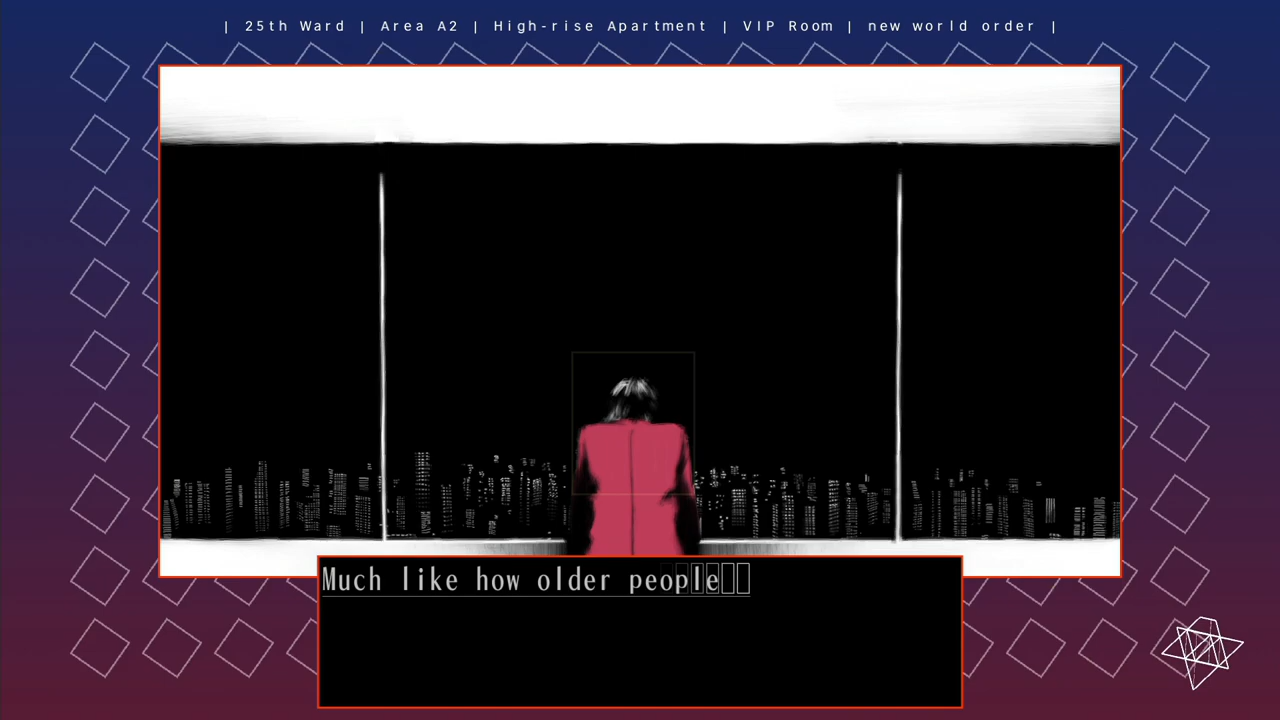 | 25th Ward | Area A2 | High-rise Apartment | VIP Room | new world order |
Much like how older people